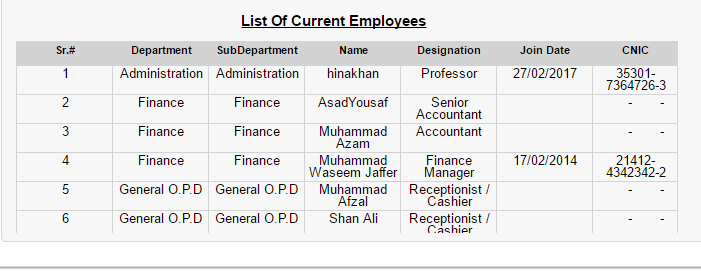 List Of Current Employees
Sr.# Department SubDepartment Name Designation Join Date CNIC
1 Administration Administration hinakhan Professor 27/02/2017 35301-
7364726-3
2 Finance Finance AsadYousaf Senior - -
Accountant
3 Finance Finance Muhammad Accountant - -
Azam
4 Finance Finance Muhammad Finance 17/02/2014 21412-
Waseem Jaffer Manager 4342342-2
5 General O.P.D General O.P.D Muhammad Receptionist / - -
Afzal Cashier
6 General O.P.D General O.P.D Shan Ali Receptionist / - -
Cashier